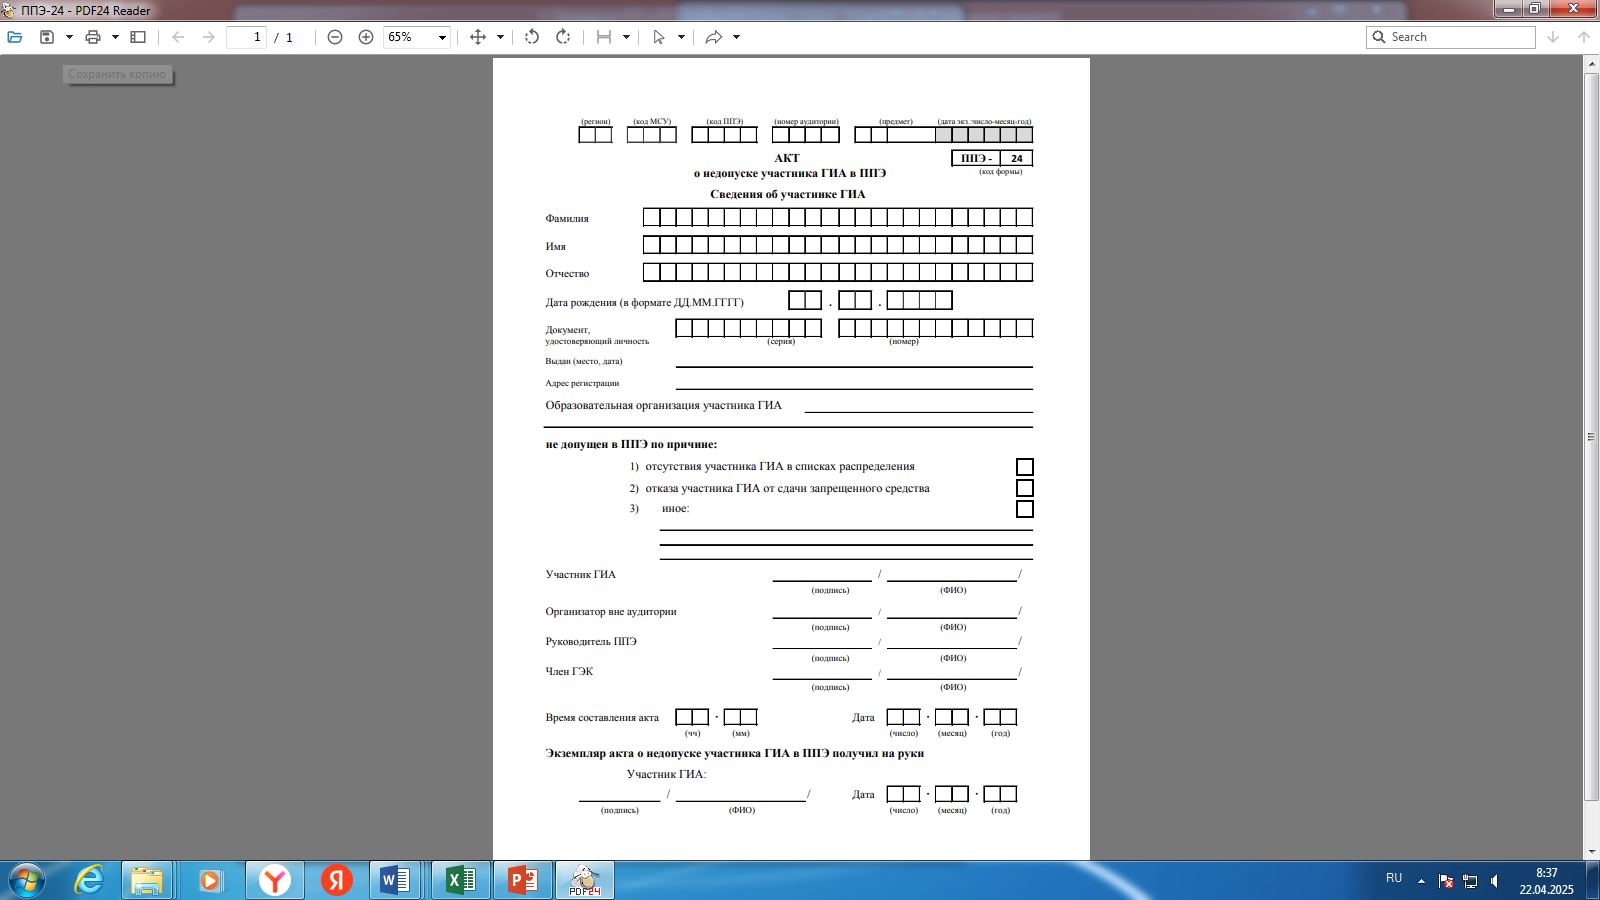 ППЭ-24 - PDF24 Reader
1 / 1
65%
Search
Сохранить копию
(регион) (код МСУ) (код ППЭ) (номер аудитории) (предмет) (дата экз.:число-месяц-год)
АКТ
ППЭ - 24
(код формы)
о недопуске участника ГИА в ППЭ
Сведения об участнике ГИА
Фамилия
Имя
Отчество
Дата рождения (в формате ДД.ММ.ГГГГ) . .
Документ,
удостоверяющий личность
(серия) (номер)
Выдан (место, дата)
Адрес регистрации
Образовательная организация участника ГИА
не допущен в ППЭ по причине:
1) отсутствия участника ГИА в списках распределения
2) отказа участника ГИА от сдачи запрещенного средства
3) иное:
Участник ГИА / /
(подпись) (ФИО)
Организатор вне аудитории / /
(подпись) (ФИО)
Руководитель ППЭ / /
(подпись) (ФИО)
Член ГЭК / /
(подпись) (ФИО)
Время составления акта Дата
(чч) (мм) (число) (месяц) (год)
Экземпляр акта о недопуске участника ГИА в ППЭ получил на руки
Участник ГИА:
/ / Дата
(подпись) (ФИО) (число) (месяц) (год)
PDF24
RU
8:37
22.04.2025